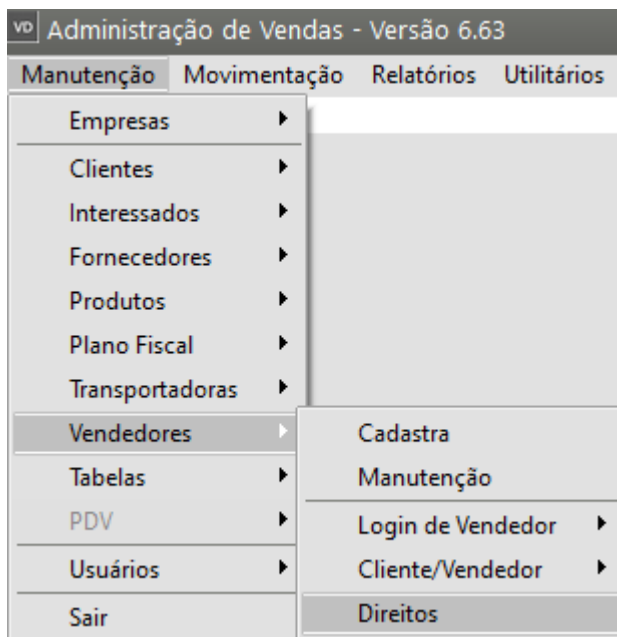 VD Administração de Vendas - Versão 6.63
Manutenção Movimentação Relatórios Utilitários
Empresas
Clientes
Interessados
Fornecedores
Produtos
Plano Fiscal
Transportadoras
Vendedores
Cadastra
Tabelas
Manutenção
PDV
Login de Vendedor
Usuários
Cliente/Vendedor
Sair
Direitos